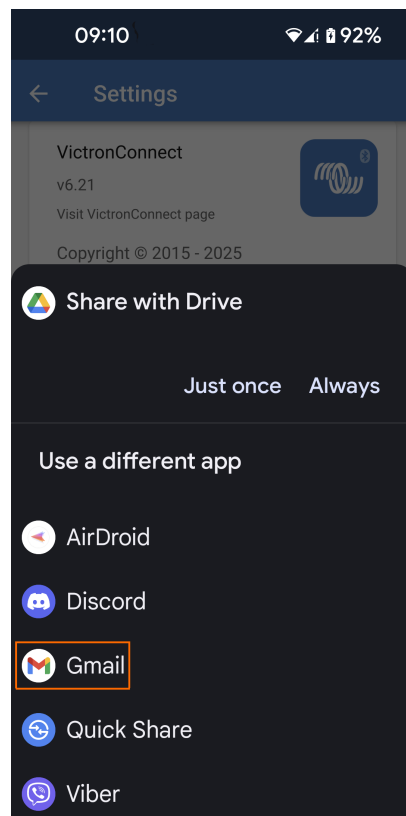 09:10
92%
Settings
VictronConnect
v6.21
Visit VictronConnect page
Copyright © 2015 - 2025
Share with Drive
Just once Always
Use a different app
AirDroid
Discord
Gmail
Quick Share
Viber